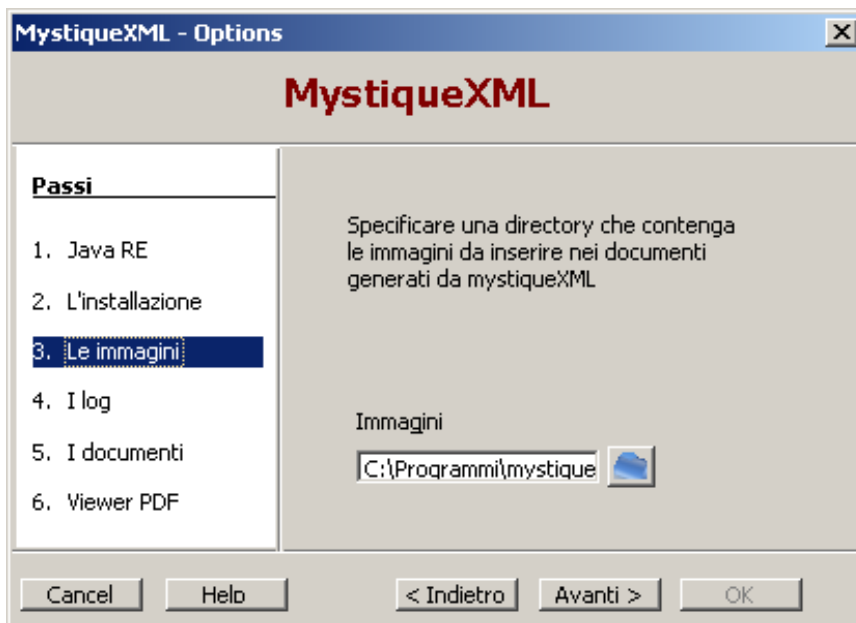 MystiqueXML - Options
MystiqueXML
Passi
1. Java RE
2. L'installazione
3. Le immagini
4. I log
5. I documenti
6. Viewer PDF
Specificare una directory che contenga
le immagini da inserire nei documenti
generati da mystiqueXML
Immagini
C:\Programmi\mystique
Cancel
Help
< Indietro
Avanti >
OK